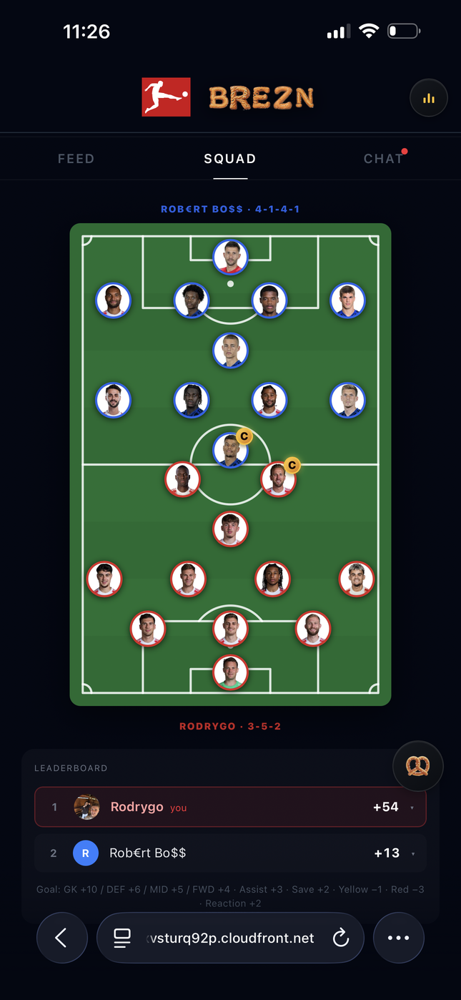 11:26
BREZN
FEED
SQUAD
CHAT
ROB€RT BO$$ · 4-1-4-1
C
C
RODRYGO · 3-5-2
LEADERBOARD
1 Rodrygo you +54
2 R Rob€rt Bo$$ +13
Goal: GK +10 / DEF +6 / MID +5 / FWD +4 · Assist +3 · Save +2 · Yellow −1 · Red −3
· Reaction +2
vsturq92p.cloudfront.net